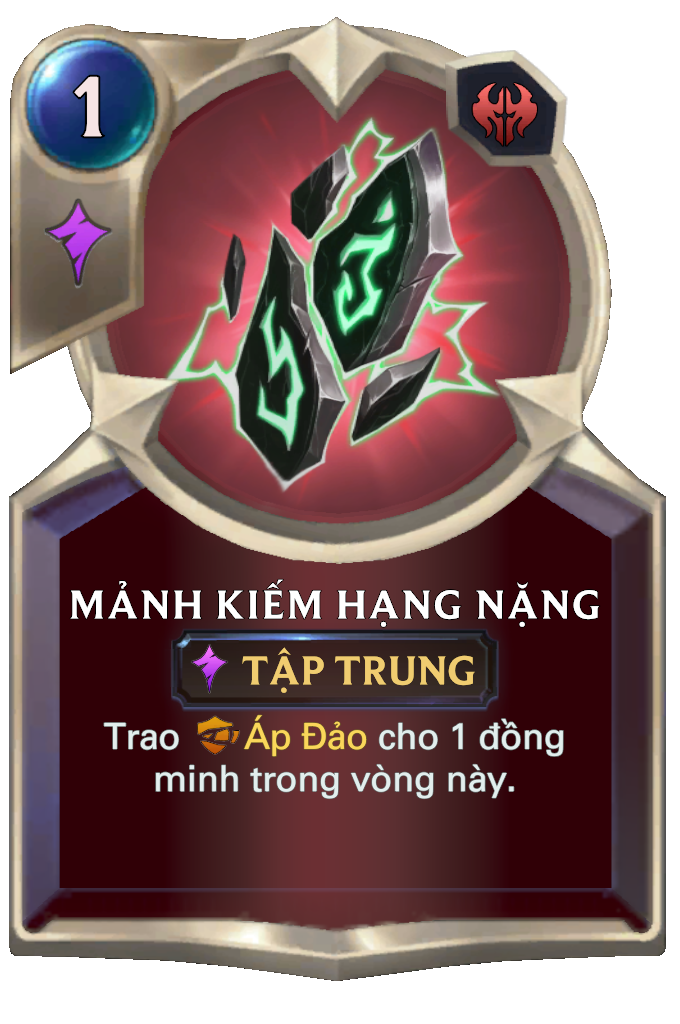 1
MẢNH KIẾM HẠNG NẶNG
TẬP TRUNG
Trao Áp Đảo cho 1 đồng
minh trong vòng này.